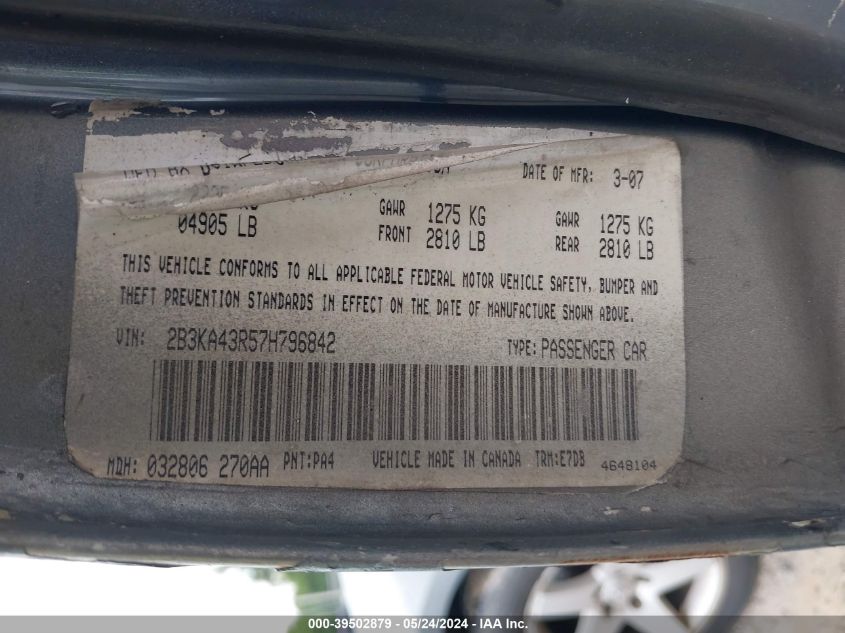 DATE OF MFR: 3-07
04905 LB
GAWR FRONT 1275 KG 2810 LB
GAWR REAR 1275 KG 2810 LB
THIS VEHICLE CONFORMS TO ALL APPLICABLE FEDERAL MOTOR VEHICLE SAFETY, BUMPER AND
THEFT PREVENTION STANDARDS IN EFFECT ON THE DATE OF MANUFACTURE SHOWN ABOVE.
VIN: 2B3KA43R57H796842 TYPE: PASSENGER CAR
MDH: 032806 270AA PNT:PA4 VEHICLE MADE IN CANADA TRM:E7DB 4648104
000-39502879 - 05/24/2024 - IAA Inc.